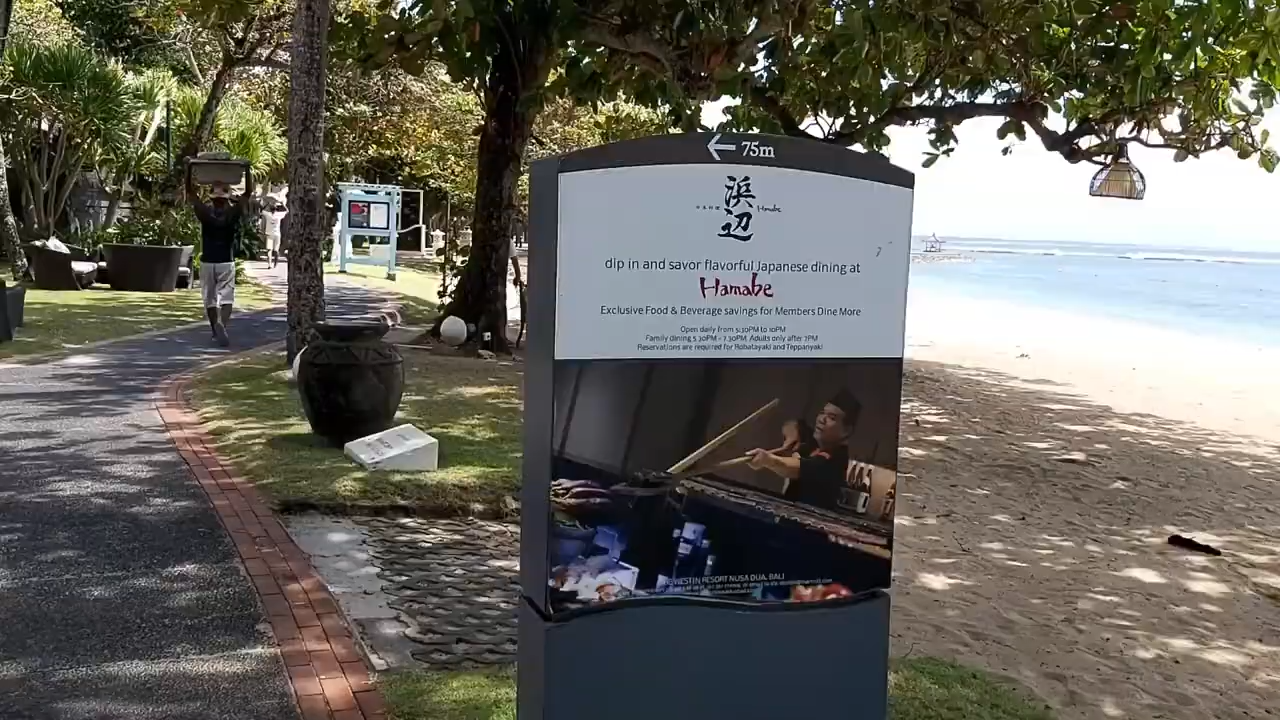 75m
浜辺
Hamabe
dip in and savor flavorful Japanese dining at
Hamabe
Exclusive Food & Beverage savings for Members Dine More
Open daily from 5:30PM to 10PM
Family dining 5.30PM - 7.30PM, Adults only after 7PM
Reservations are required for Robatayaki and Teppanyaki
WESTIN RESORT NUSA DUA, BALI